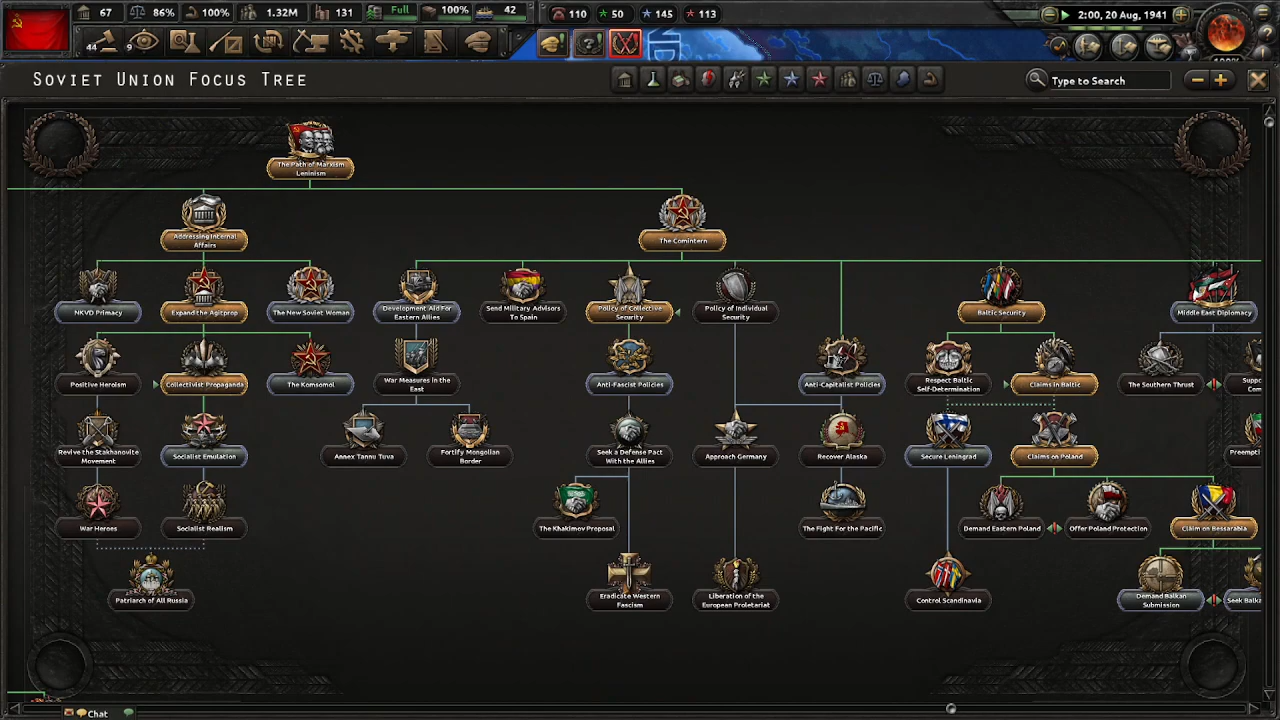 67 86% 100% 1.32M 131 Full 100% 42 110 50 145 113 2:00, 20 Aug, 1941
44 9
100%
Soviet Union Focus Tree
Type to Search
The Path of Marxism
Leninism
Addressing Internal
Affairs
The Comintern
NKVD Primacy
Expand the Agitprop
The New Soviet Woman
Development Aid For
Eastern Allies
Send Military Advisors
To Spain
Policy of Collective
Security
Policy of Individual
Security
Baltic Security
Middle East Diplomacy
Positive Heroism
Collectivist Propaganda
The Komsomol
War Measures in the
East
Anti-Fascist Policies
Anti-Capitalist Policies
Respect Baltic
Self-Determination
Claims in Baltic
The Southern Thrust
Suppo
Com
Revive the Stakhanovite
Movement
Socialist Emulation
Annex Tannu Tuva
Fortify Mongolian
Border
Seek a Defense Pact
With the Allies
Approach Germany
Recover Alaska
Secure Leningrad
Claims on Poland
Preempti
War Heroes
Socialist Realism
The Khakimov Proposal
The Fight For the Pacific
Demand Eastern Poland
Offer Poland Protection
Claim on Bessarabia
Patriarch of All Russia
Eradicate Western
Fascism
Liberation of the
European Proletariat
Control Scandinavia
Demand Balkan
Submission
Seek Balka
Chat